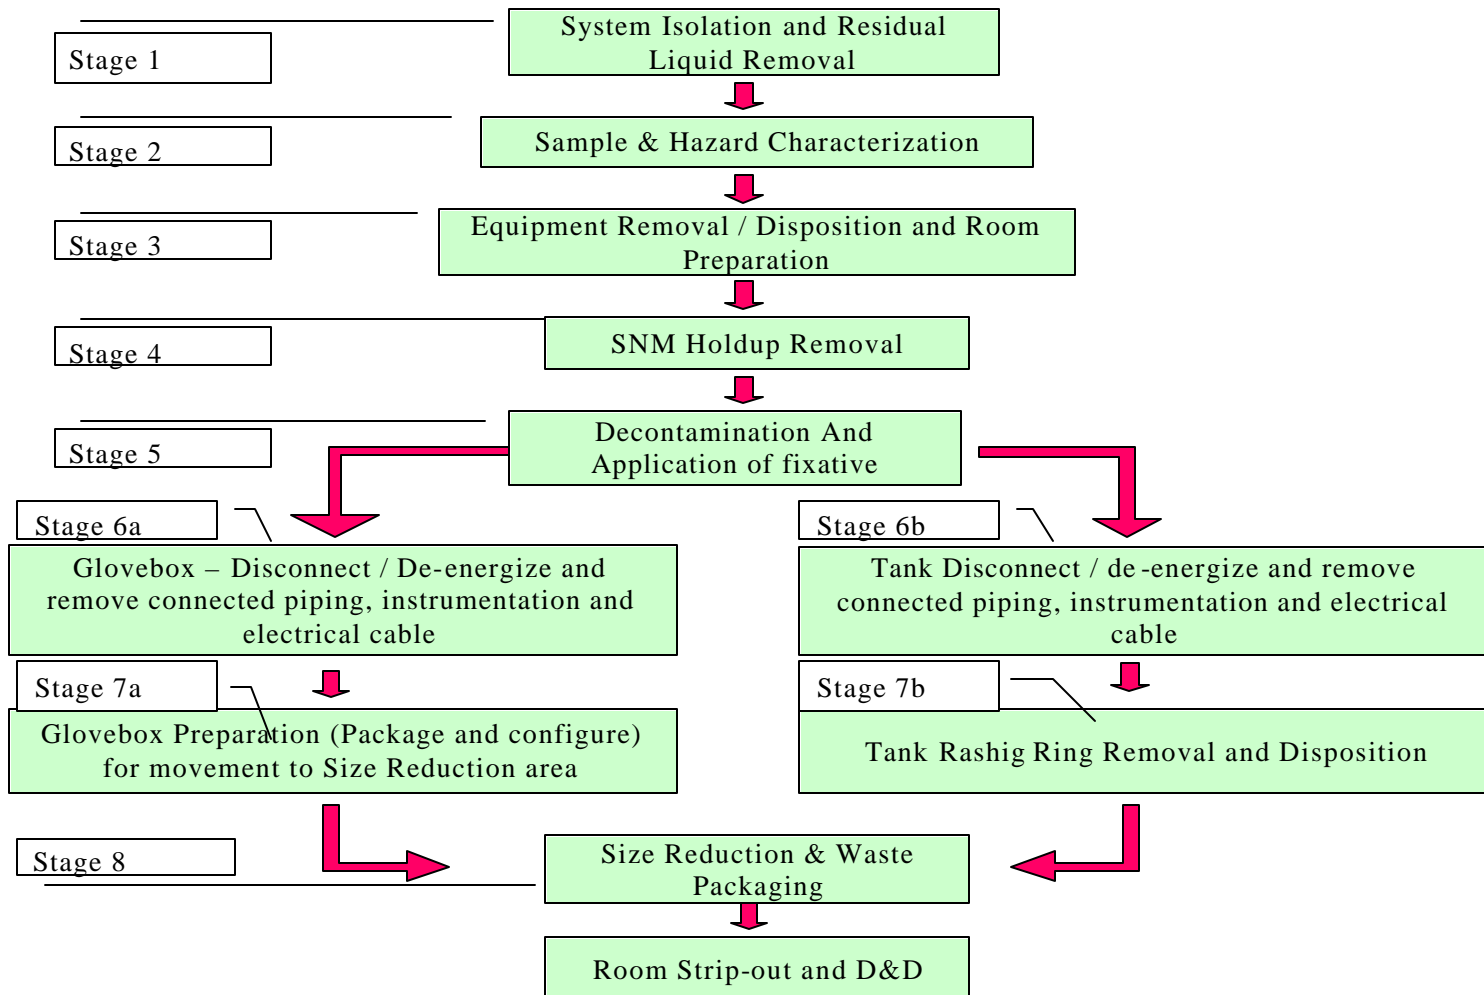 Stage 1
System Isolation and Residual
Liquid Removal
Stage 2
Sample & Hazard Characterization
Stage 3
Equipment Removal / Disposition and Room
Preparation
Stage 4
SNM Holdup Removal
Stage 5
Decontamination And
Application of fixative
Stage 6a
Glovebox – Disconnect / De-energize and
remove connected piping, instrumentation and
electrical cable
Stage 6b
Tank Disconnect / de-energize and remove
connected piping, instrumentation and electrical
cable
Stage 7a
Glovebox Preparation (Package and configure)
for movement to Size Reduction area
Stage 7b
Tank Rashig Ring Removal and Disposition
Stage 8
Size Reduction & Waste
Packaging
Room Strip-out and D&D